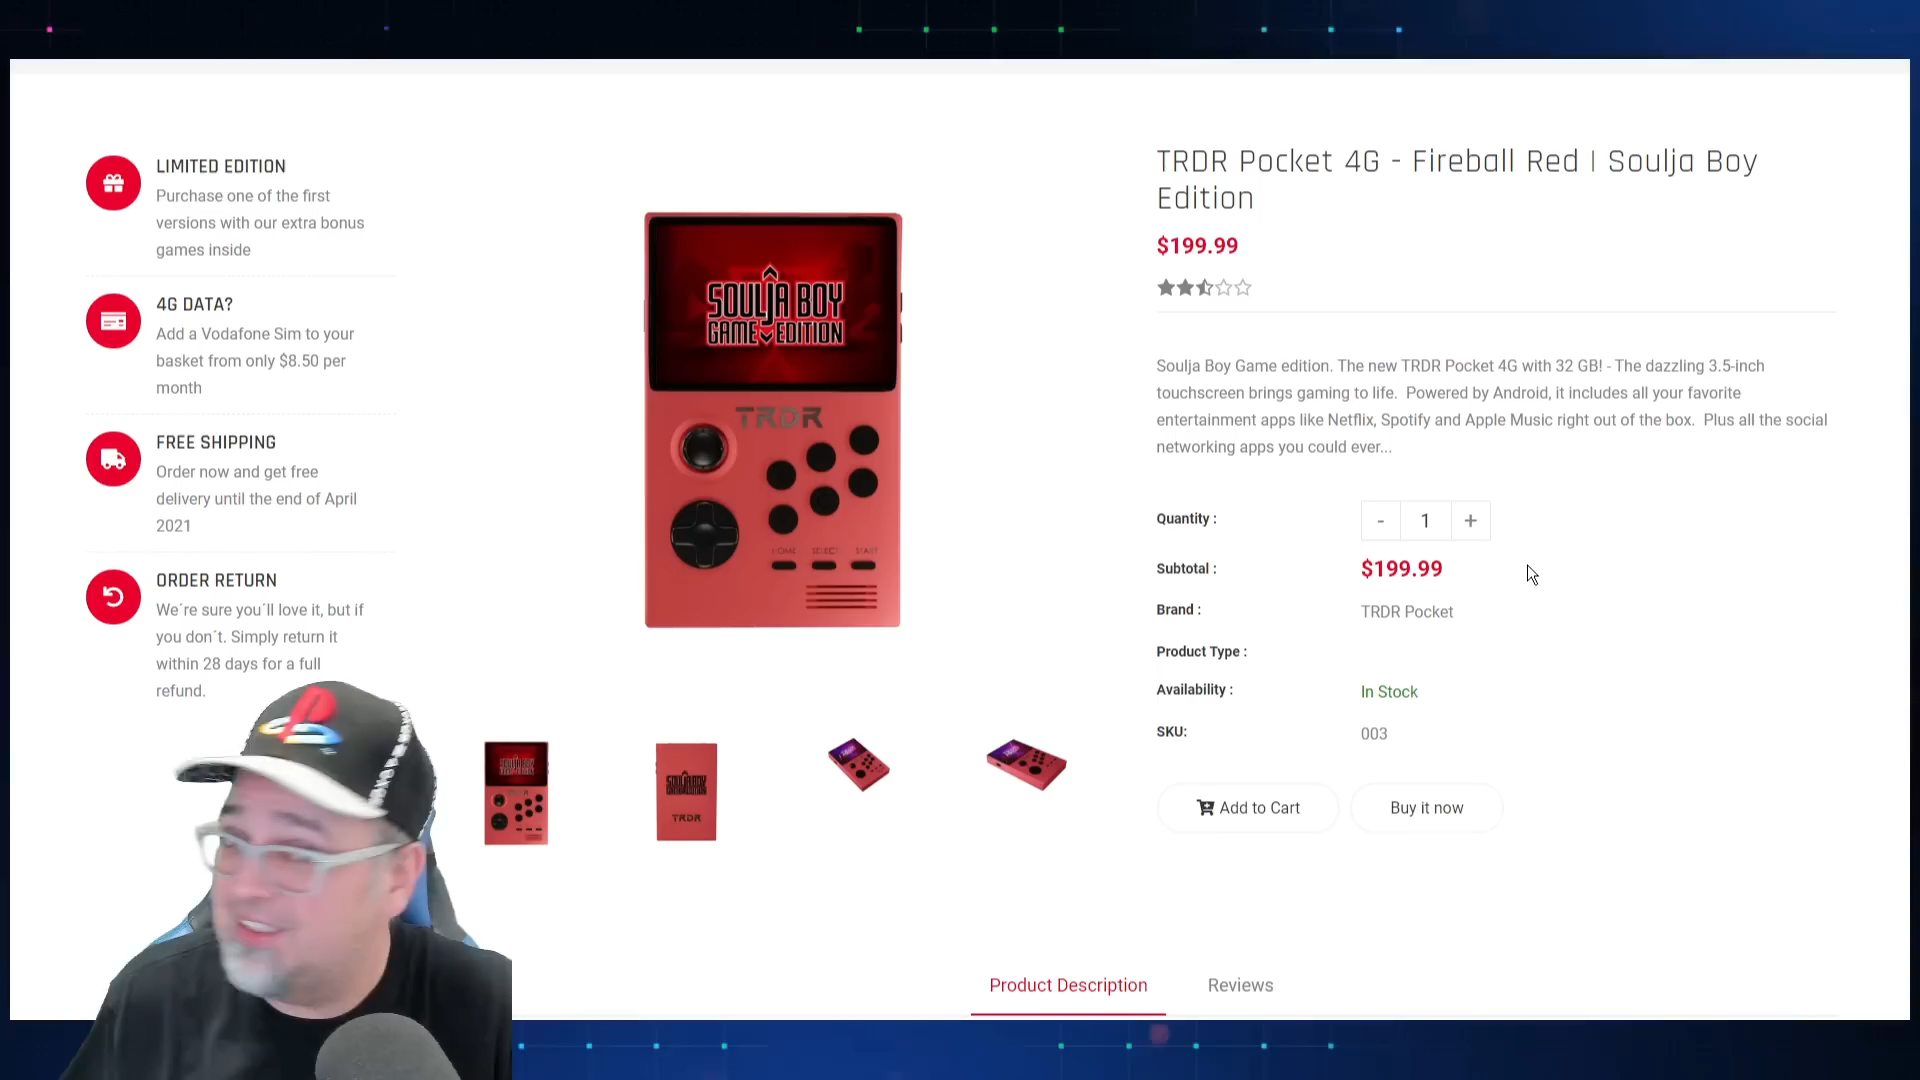 LIMITED EDITION
Purchase one of the first
versions with our extra bonus
games inside
4G DATA?
Add a Vodafone Sim to your
basket from only $8.50 per
month
FREE SHIPPING
Order now and get free
delivery until the end of April
2021
ORDER RETURN
We´re sure you´ll love it, but if
you don´t. Simply return it
within 28 days for a full
refund.
SOULJA BOY
GAME EDITION
TRDR
HOME SELECT START
SOULJA BOY
GAME EDITION
TRDR
TRDR Pocket 4G - Fireball Red | Soulja Boy
Edition
$199.99
Soulja Boy Game edition. The new TRDR Pocket 4G with 32 GB! - The dazzling 3.5-inch
touchscreen brings gaming to life. Powered by Android, it includes all your favorite
entertainment apps like Netflix, Spotify and Apple Music right out of the box. Plus all the social
networking apps you could ever...
Quantity : - 1 +
Subtotal : $199.99
Brand : TRDR Pocket
Product Type :
Availability : In Stock
SKU: 003
Add to Cart Buy it now
Product Description Reviews